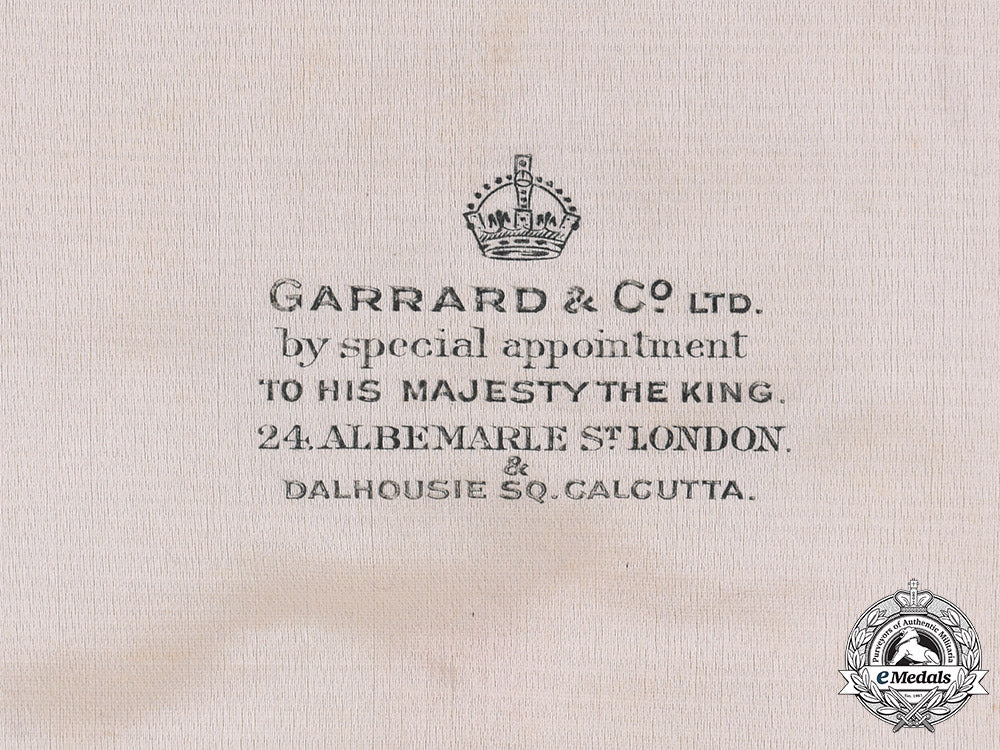 GARRARD & Cº LTD.
by special appointment
TO HIS MAJESTY THE KING.
24, ALBEMARLE Sᵀ LONDON.
&
DALHOUSIE SQ. CALCUTTA.
Purveyors of Authentic Militaria
eMedals